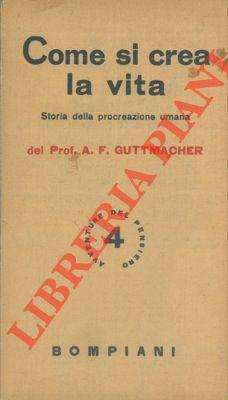 Come si crea
la vita
Storia della procreazione umana
del Prof. A. F. GUTTMACHER
AVVENTURE DEL PENSIERO
4
BOMPIANI
LIBRERIA PIANI